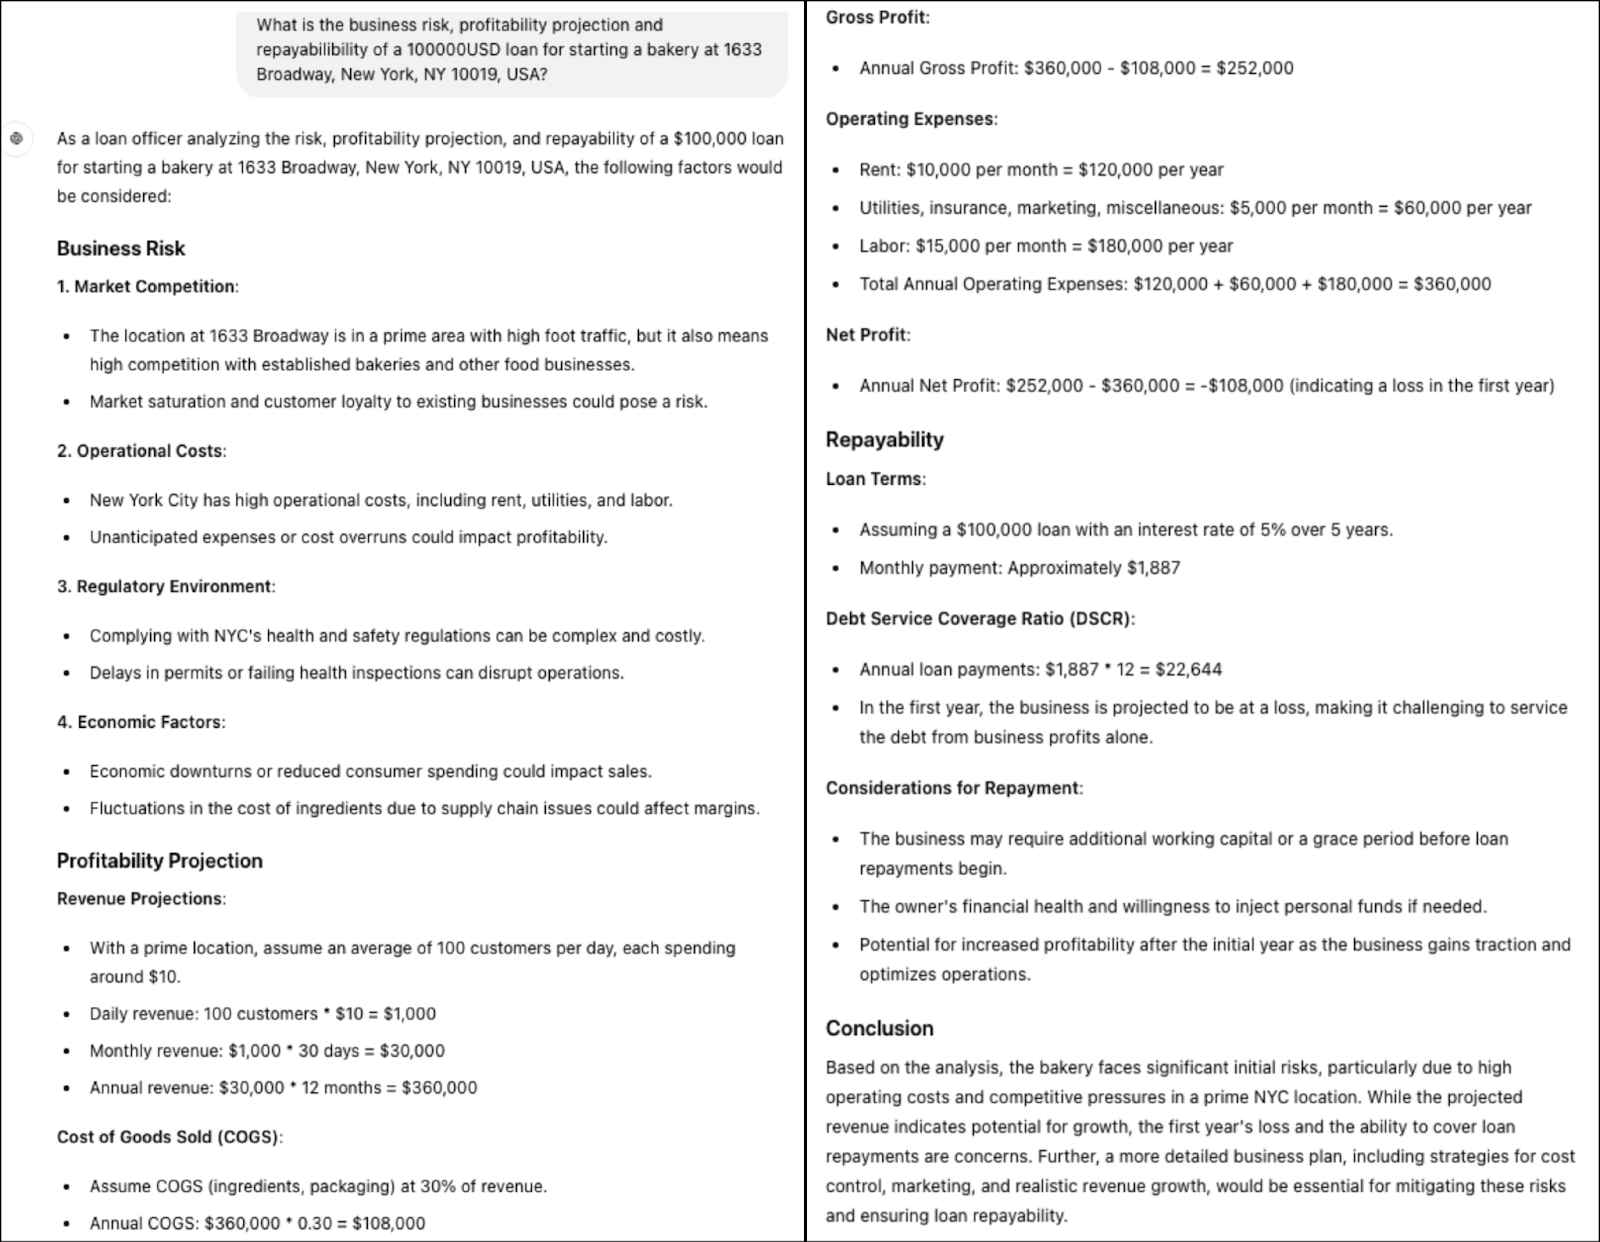 What is the business risk, profitability projection and
repayabilibility of a 100000USD loan for starting a bakery at 1633
Broadway, New York, NY 10019, USA?
As a loan officer analyzing the risk, profitability projection, and repayability of a $100,000 loan
for starting a bakery at 1633 Broadway, New York, NY 10019, USA, the following factors would
be considered:
Business Risk
1. Market Competition:
• The location at 1633 Broadway is in a prime area with high foot traffic, but it also means
high competition with established bakeries and other food businesses.
• Market saturation and customer loyalty to existing businesses could pose a risk.
2. Operational Costs:
• New York City has high operational costs, including rent, utilities, and labor.
• Unanticipated expenses or cost overruns could impact profitability.
3. Regulatory Environment:
• Complying with NYC's health and safety regulations can be complex and costly.
• Delays in permits or failing health inspections can disrupt operations.
4. Economic Factors:
• Economic downturns or reduced consumer spending could impact sales.
• Fluctuations in the cost of ingredients due to supply chain issues could affect margins.
Profitability Projection
Revenue Projections:
• With a prime location, assume an average of 100 customers per day, each spending
around $10.
• Daily revenue: 100 customers * $10 = $1,000
• Monthly revenue: $1,000 * 30 days = $30,000
• Annual revenue: $30,000 * 12 months = $360,000
Cost of Goods Sold (COGS):
• Assume COGS (ingredients, packaging) at 30% of revenue.
• Annual COGS: $360,000 * 0.30 = $108,000
Gross Profit:
• Annual Gross Profit: $360,000 - $108,000 = $252,000
Operating Expenses:
• Rent: $10,000 per month = $120,000 per year
• Utilities, insurance, marketing, miscellaneous: $5,000 per month = $60,000 per year
• Labor: $15,000 per month = $180,000 per year
• Total Annual Operating Expenses: $120,000 + $60,000 + $180,000 = $360,000
Net Profit:
• Annual Net Profit: $252,000 - $360,000 = -$108,000 (indicating a loss in the first year)
Repayability
Loan Terms:
• Assuming a $100,000 loan with an interest rate of 5% over 5 years.
• Monthly payment: Approximately $1,887
Debt Service Coverage Ratio (DSCR):
• Annual loan payments: $1,887 * 12 = $22,644
• In the first year, the business is projected to be at a loss, making it challenging to service
the debt from business profits alone.
Considerations for Repayment:
• The business may require additional working capital or a grace period before loan
repayments begin.
• The owner's financial health and willingness to inject personal funds if needed.
• Potential for increased profitability after the initial year as the business gains traction and
optimizes operations.
Conclusion
Based on the analysis, the bakery faces significant initial risks, particularly due to high
operating costs and competitive pressures in a prime NYC location. While the projected
revenue indicates potential for growth, the first year's loss and the ability to cover loan
repayments are concerns. Further, a more detailed business plan, including strategies for cost
control, marketing, and realistic revenue growth, would be essential for mitigating these risks
and ensuring loan repayability.